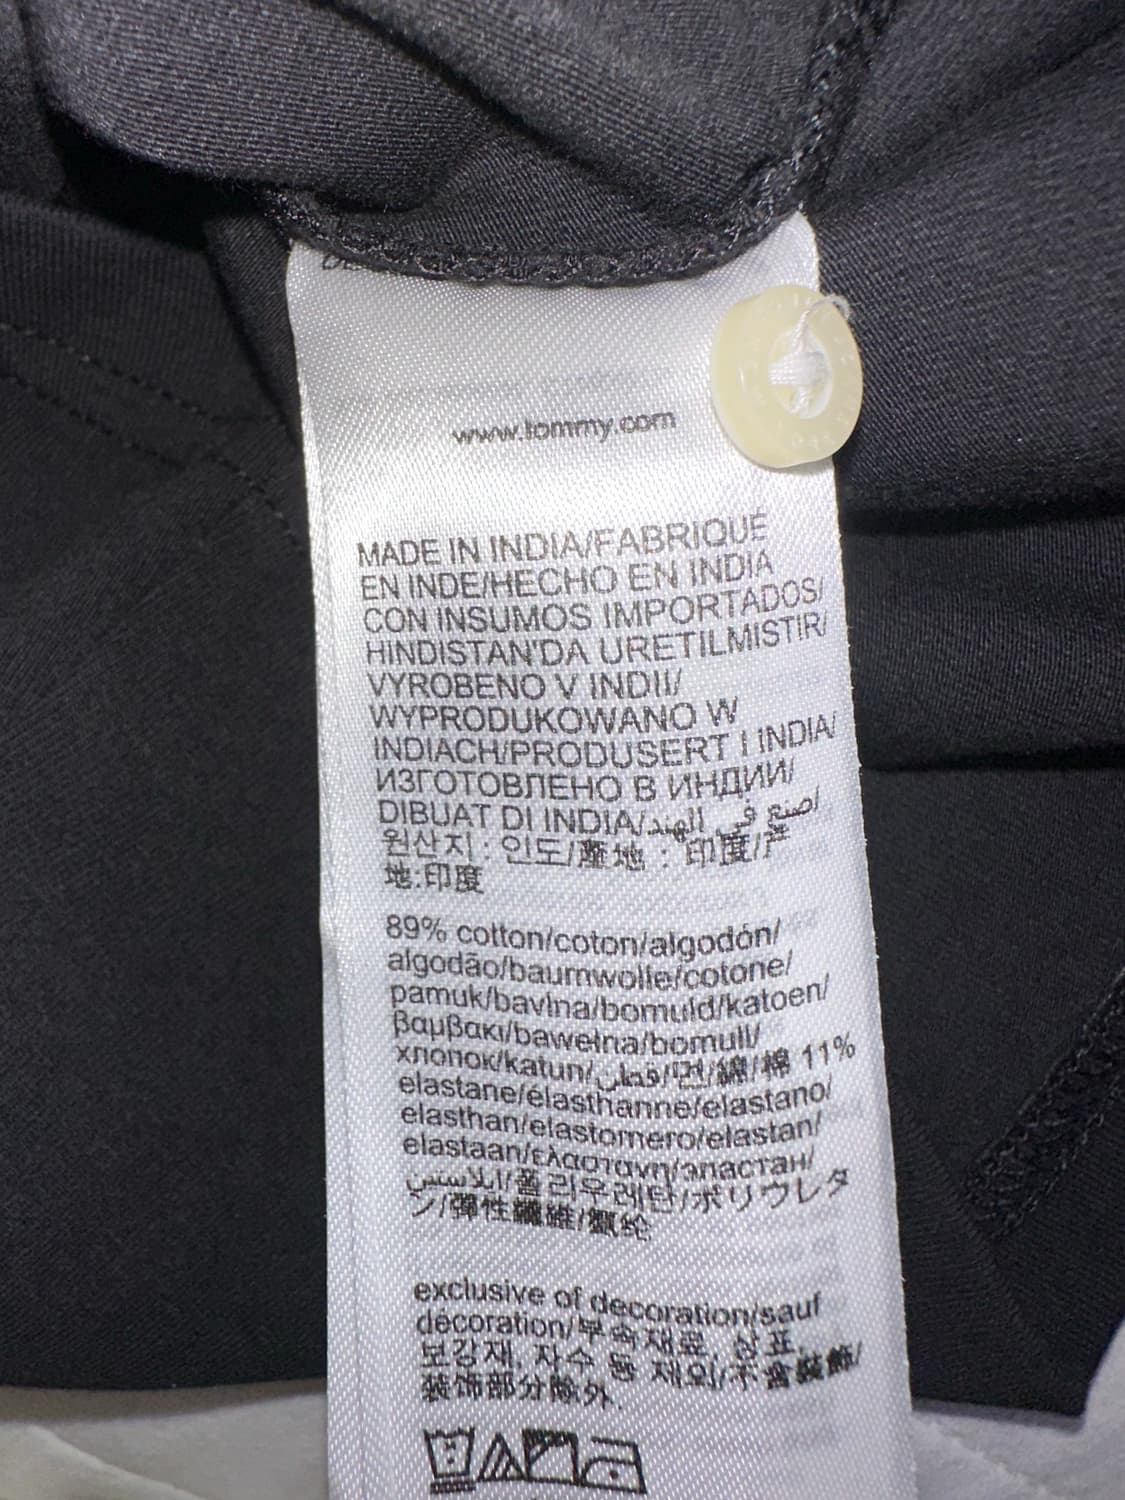 www.tommy.com
MADE IN INDIA/FABRIQUÉ
EN INDE/HECHO EN INDIA
CON INSUMOS IMPORTADOS/
HINDISTAN'DA URETILMISTIR/
VYROBENO V INDII/
WYPRODUKOWANO W
INDIACH/PRODUSERT I INDIA/
ИЗГОТОВЛЕНО В ИНДИИ/
DIBUAT DI INDIA/صنع في الهند/
원산지 : 인도/產地 : 印度/产
地:印度
89% cotton/coton/algodón/
algodão/baumwolle/cotone/
pamuk/bavlna/bomuld/katoen/
βαμβακι/bawełna/bomull/
хлопок/katun/قطن/면/綿/棉 11%
elastane/élasthanne/elastano/
elasthan/elastomero/elastan/
elastaan/ελαστανη/эластан/
ايلاستين/폴리우레탄/ポリウレタ
ン/彈性纖維/氨纶
exclusive of decoration/sauf
décoration/부속재료, 상표,
보강재, 자수 등 제외/不含裝飾/
装饰部分除外.